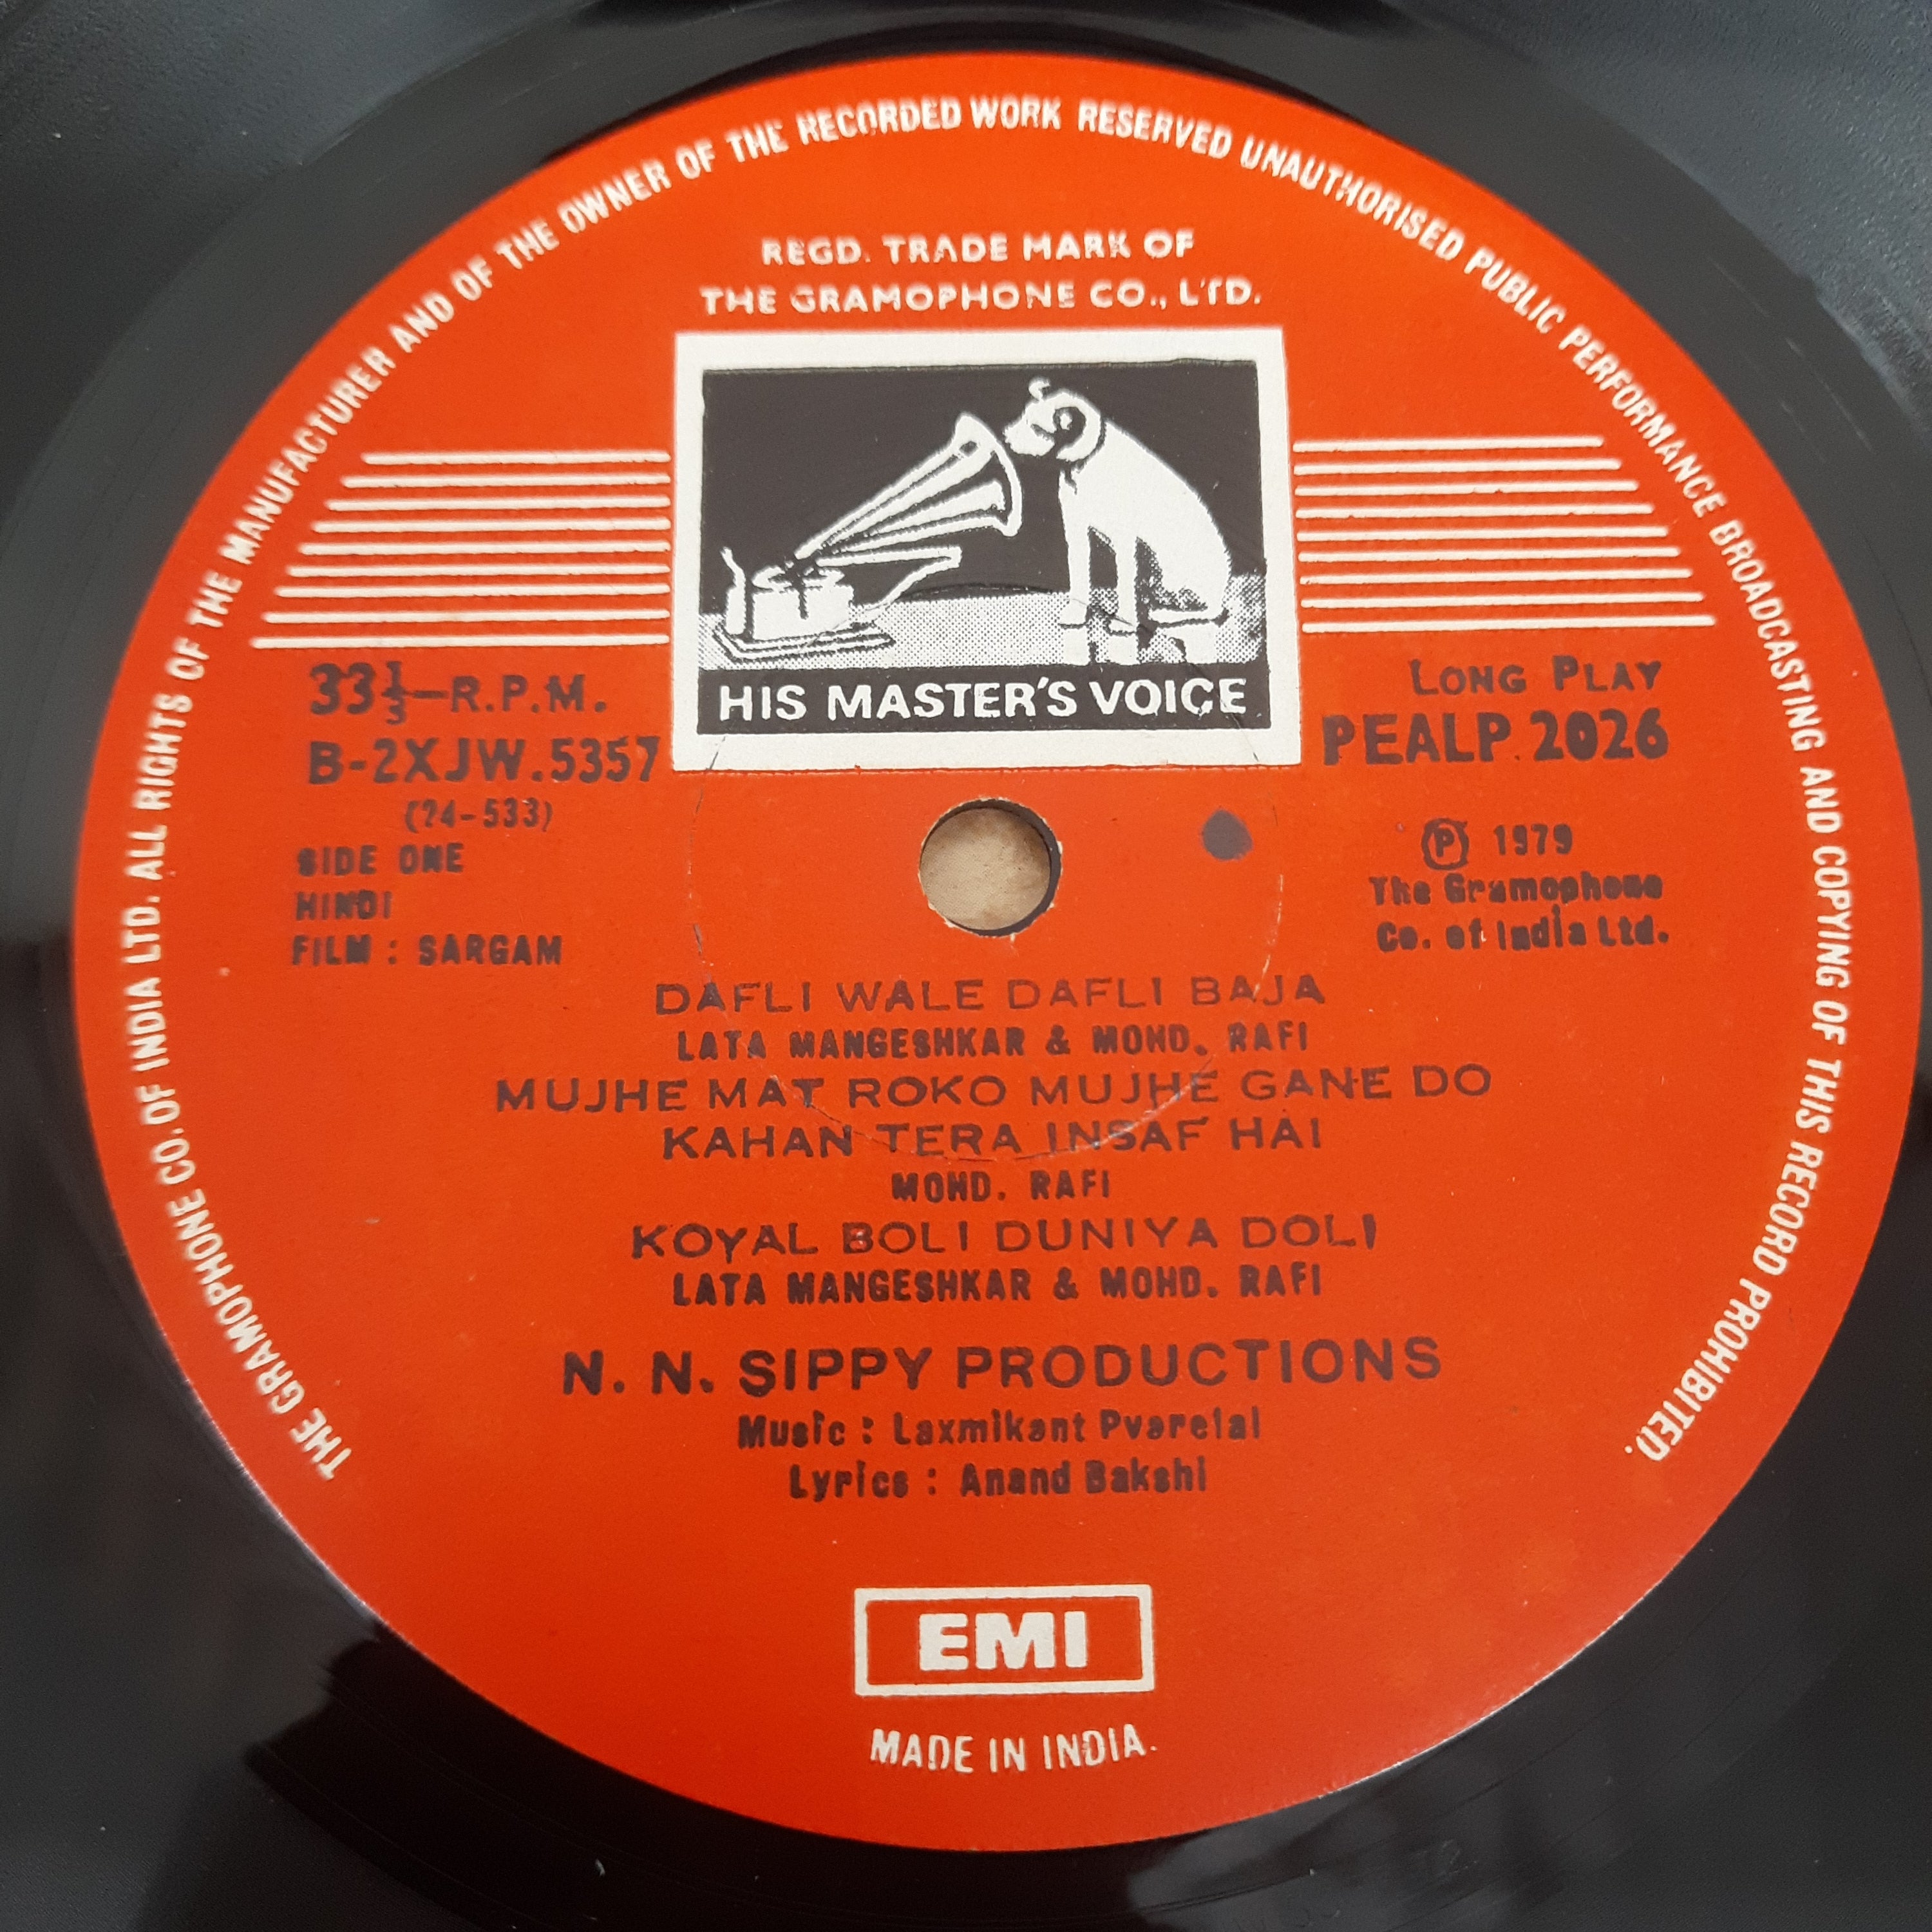 THE GRAMOPHONE CO. OF INDIA LTD. ALL RIGHTS OF THE MANUFACTURER AND OF THE OWNER OF THE RECORDED WORK RESERVED UNAUTHORISED PUBLIC PERFORMANCE BROADCASTING AND COPYING OF THIS RECORD PROHIBITED.
REGD. TRADE MARK OF
THE GRAMOPHONE CO., LTD.
HIS MASTER'S VOICE
33⅓-R.P.M.
B-2XJW.5357
(24-533)
SIDE ONE
HINDI
FILM : SARGAM
LONG PLAY
PEALP. 2026
Ⓟ 1979
The Gramophone
Co. of India Ltd.
DAFLI WALE DAFLI BAJA
LATA MANGESHKAR & MOHD. RAFI
MUJHE MAT ROKO MUJHE GANE DO
KAHAN TERA INSAF HAI
MOHD. RAFI
KOYAL BOLI DUNIYA DOLI
LATA MANGESHKAR & MOHD. RAFI
N. N. SIPPY PRODUCTIONS
Music : Laxmikant Pyarelal
Lyrics : Anand Bakshi
EMI
MADE IN INDIA.